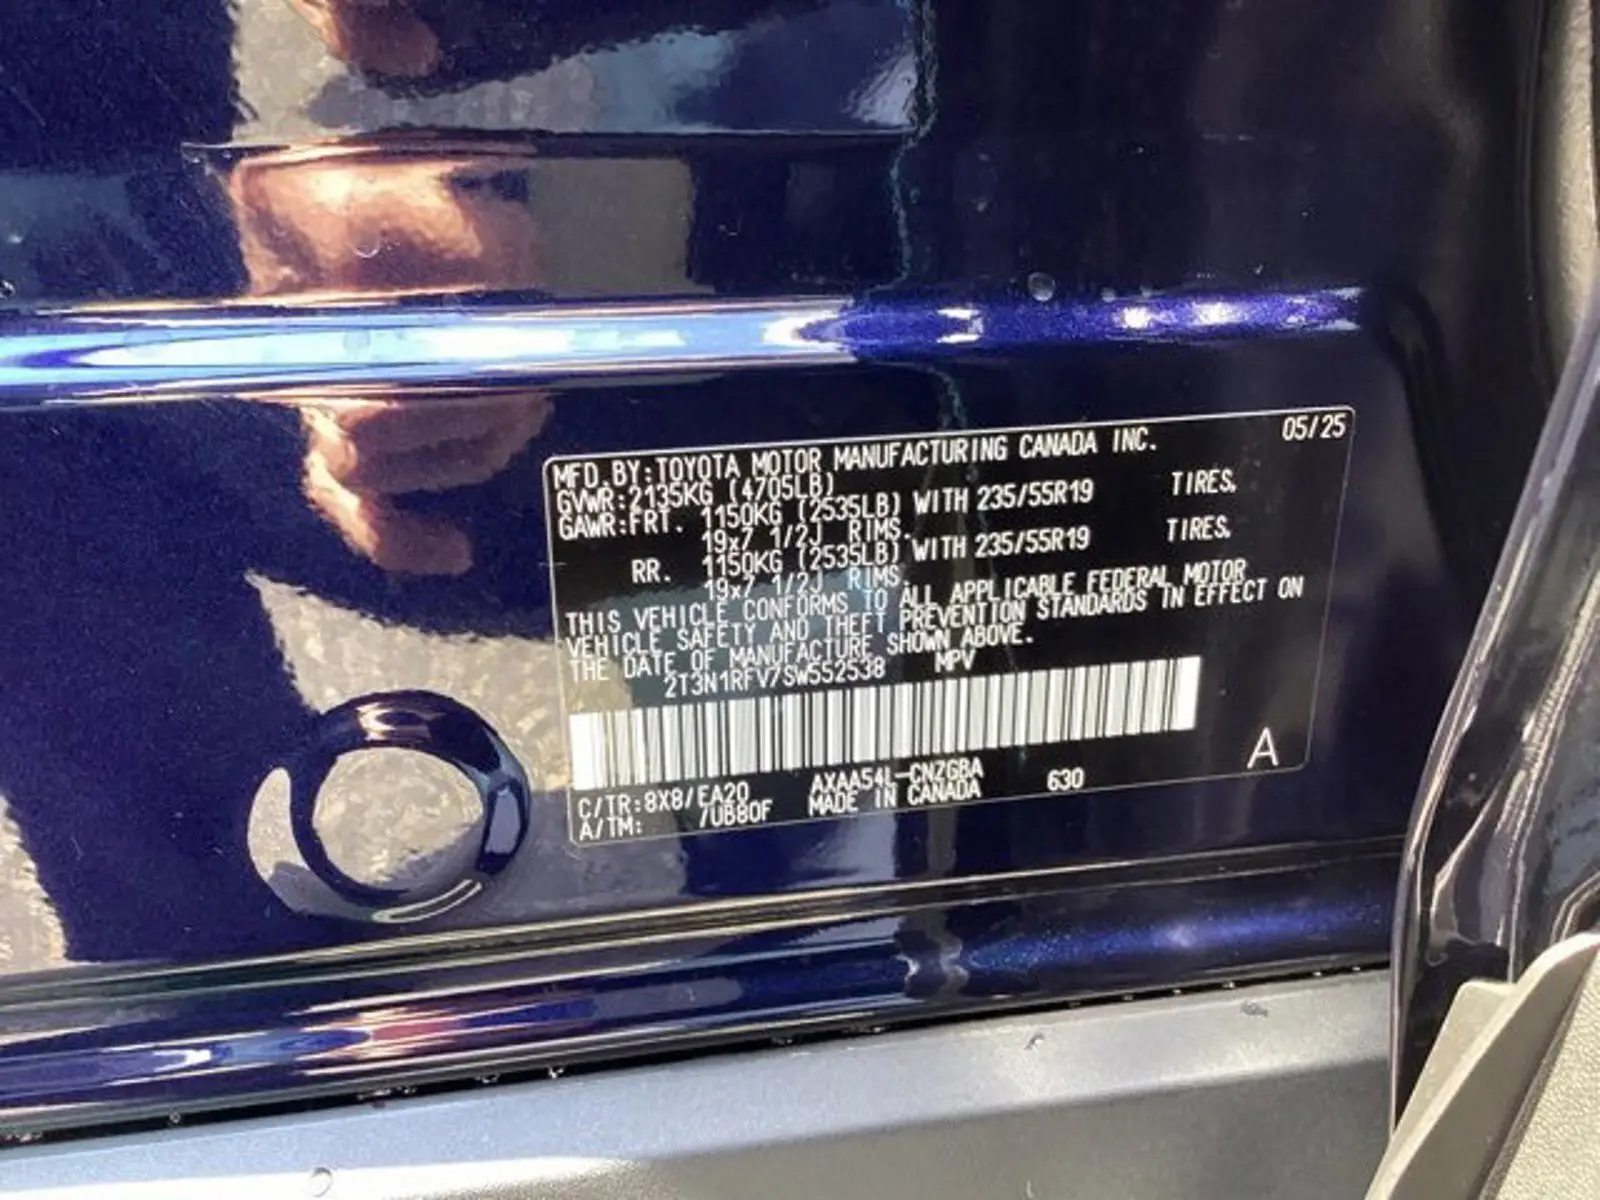 MFD.BY:TOYOTA MOTOR MANUFACTURING CANADA INC. 05/25
GVWR:2135KG (4705LB)
GAWR:FRT. 1150KG (2535LB) WITH 235/55R19 TIRES,
19x7 1/2J RIMS.
RR. 1150KG (2535LB) WITH 235/55R19 TIRES,
19x7 1/2J RIMS.
THIS VEHICLE CONFORMS TO ALL APPLICABLE FEDERAL MOTOR
VEHICLE SAFETY AND THEFT PREVENTION STANDARDS IN EFFECT ON
THE DATE OF MANUFACTURE SHOWN ABOVE.
2T3N1RFV7SW552538 MPV
A
C/TR:8X8/EA20 AXAA54L-CNZGBA 630
A/TM: /UB80F MADE IN CANADA